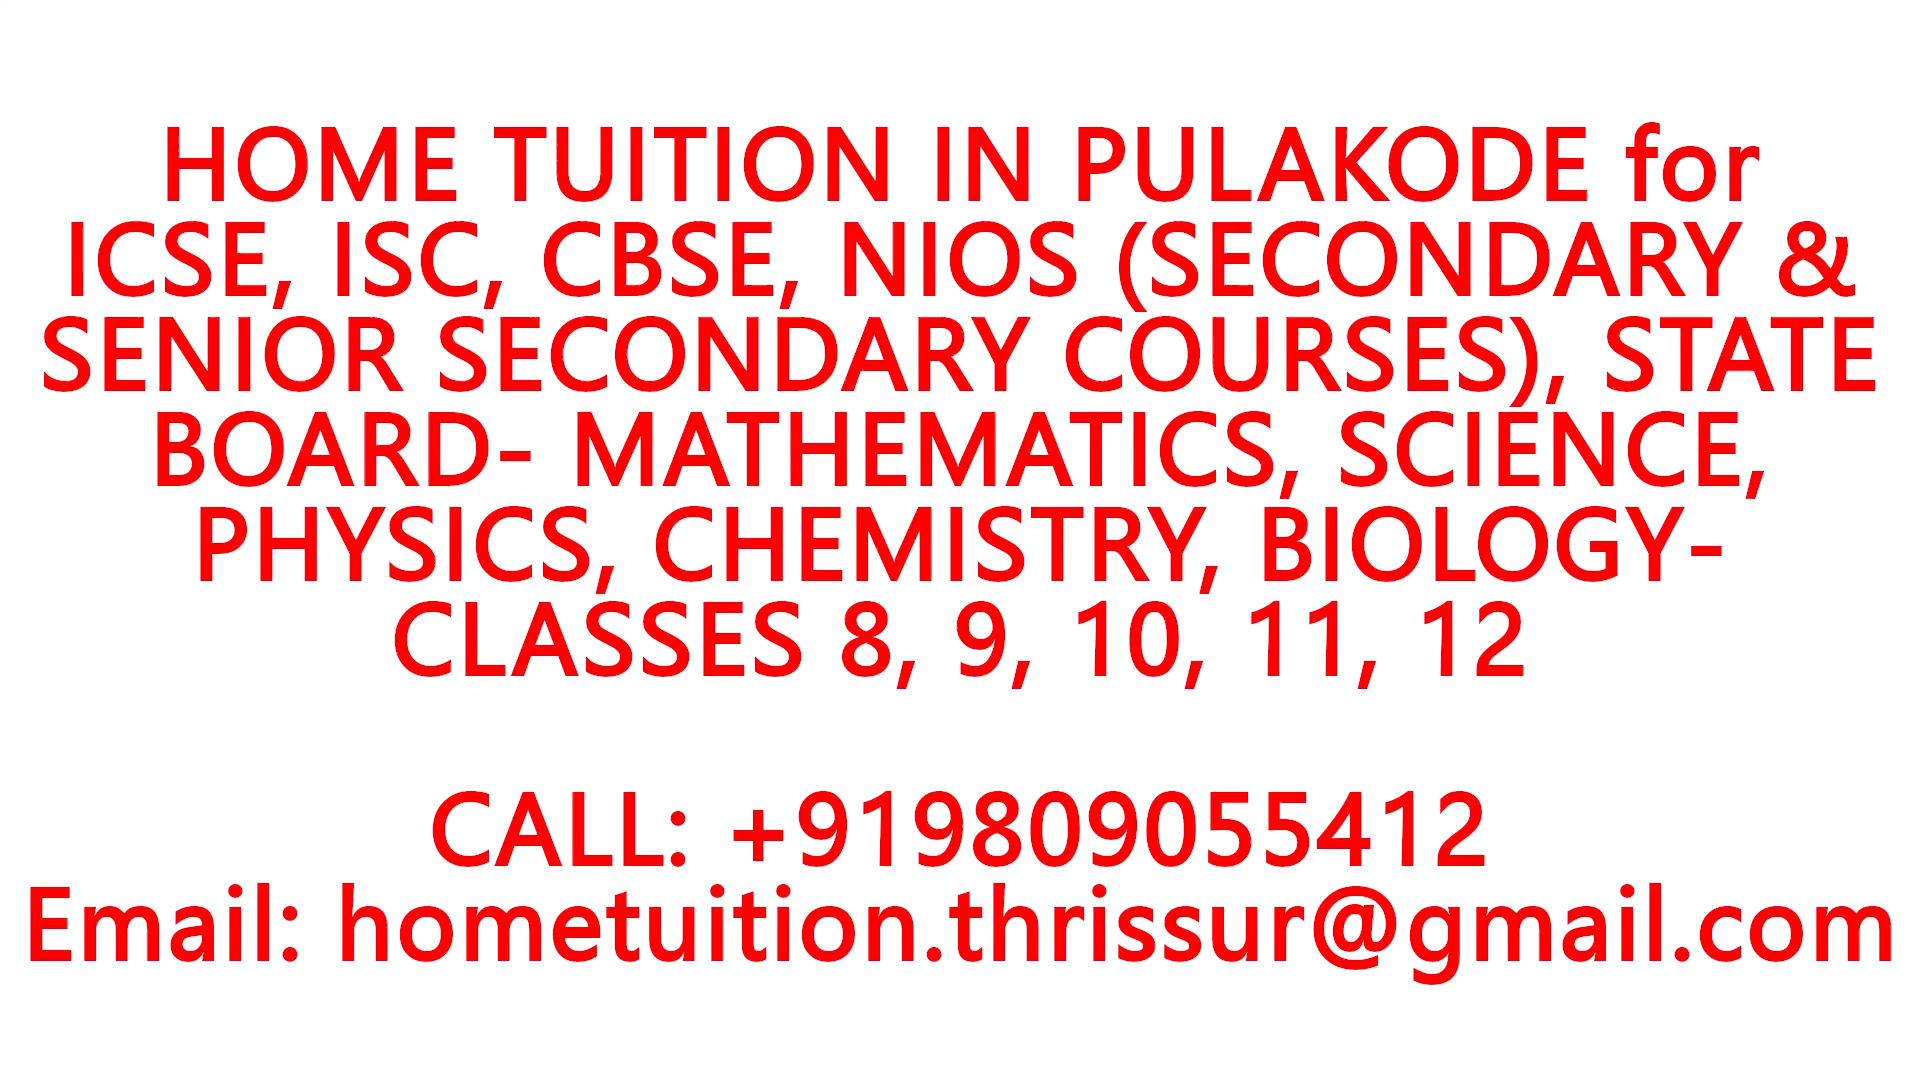 HOME TUITION IN PULAKODE for
ICSE, ISC, CBSE, NIOS (SECONDARY &
SENIOR SECONDARY COURSES), STATE
BOARD- MATHEMATICS, SCIENCE,
PHYSICS, CHEMISTRY, BIOLOGY-
CLASSES 8, 9, 10, 11, 12
CALL: +919809055412
Email: hometuition.thrissur@gmail.com